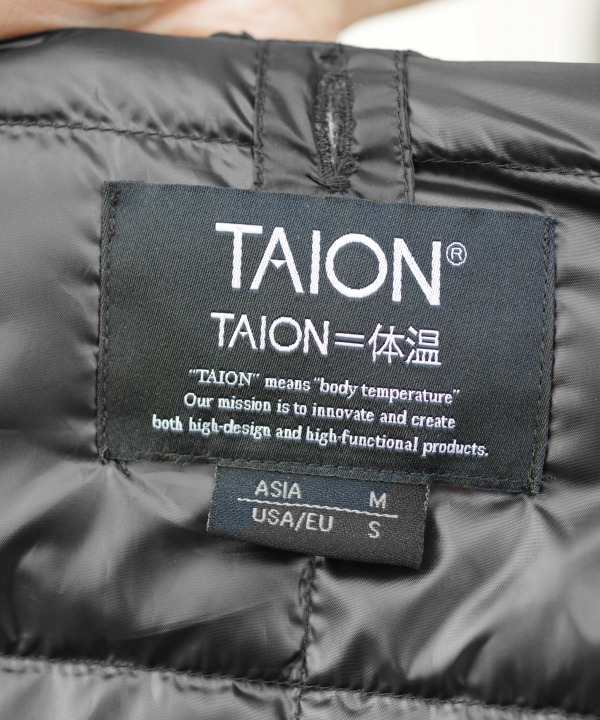 TAION®
TAION=体温
"TAION" means "body temperature"
Our mission is to innovate and create
both high-design and high-functional products.
ASIA M
USA/EU S